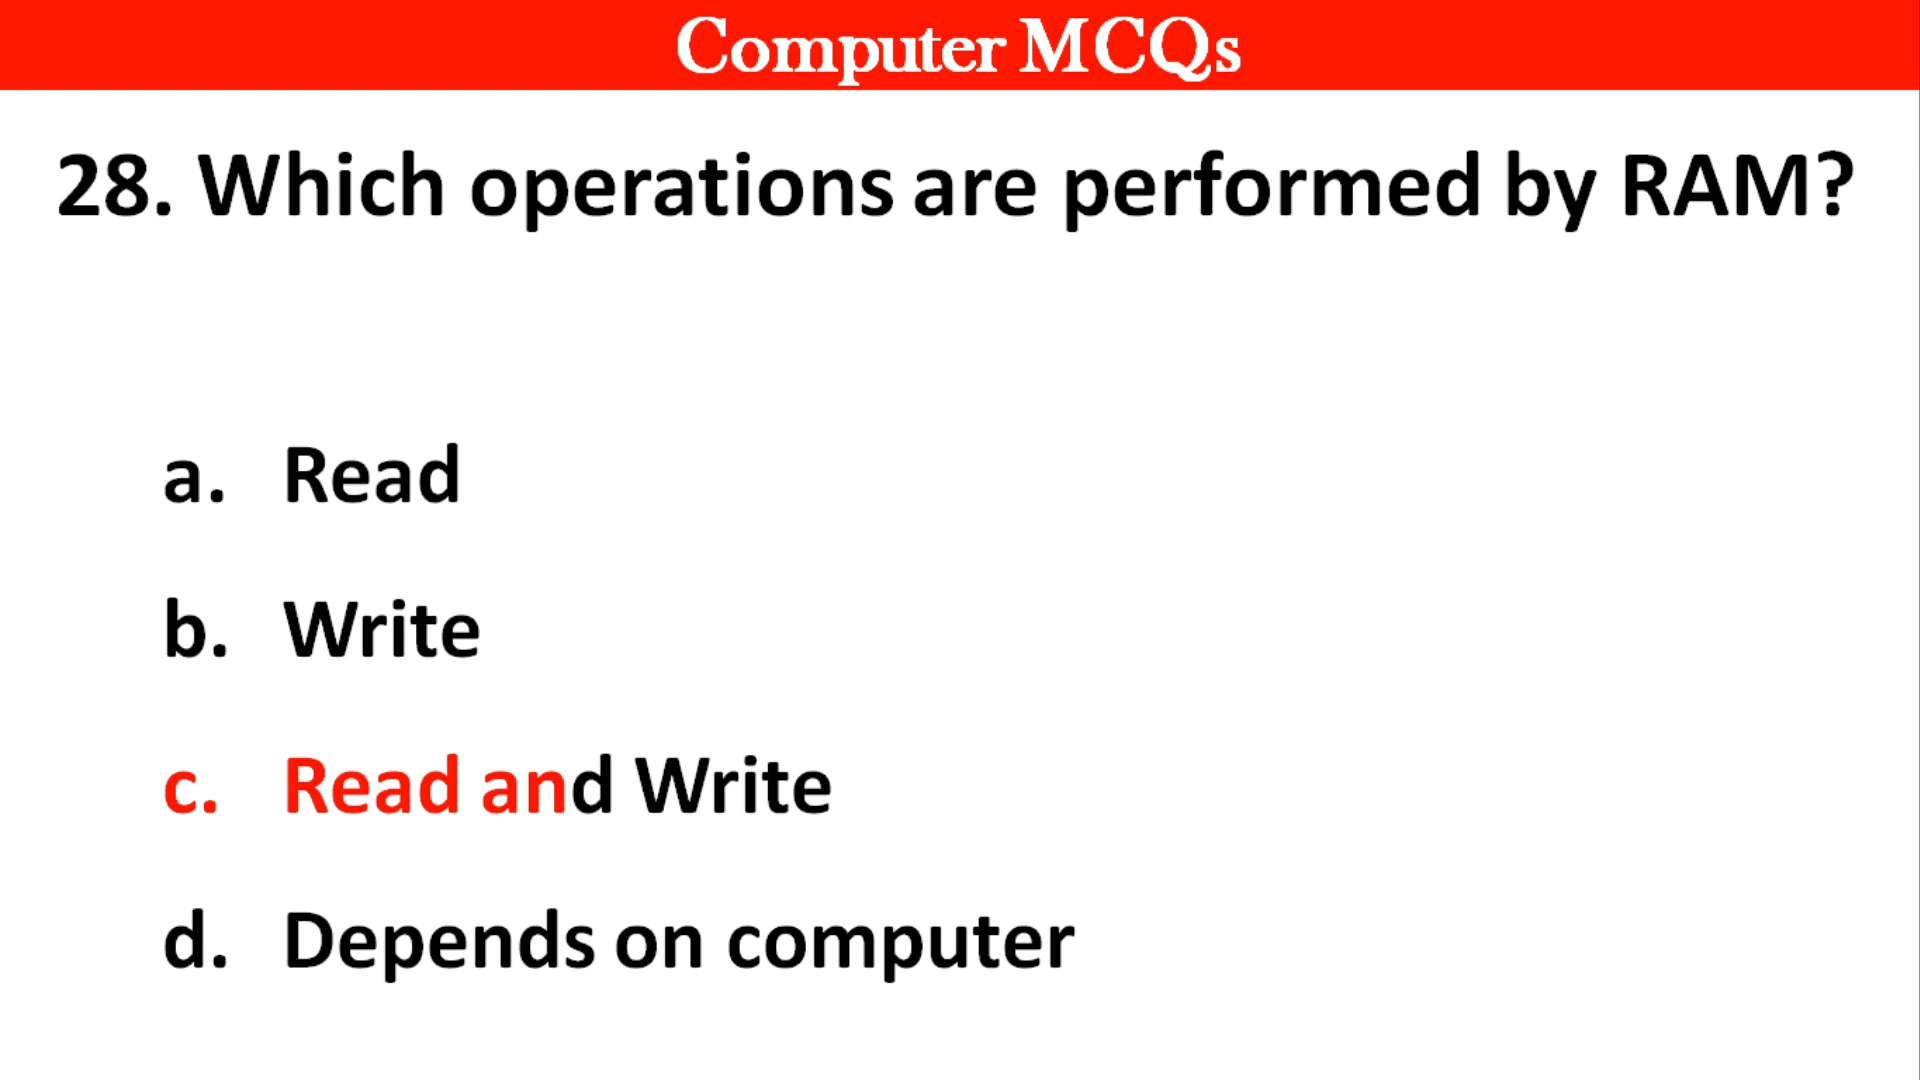 Computer MCQs
28. Which operations are performed by RAM?
a. Read
b. Write
c. Read and Write
d. Depends on computer